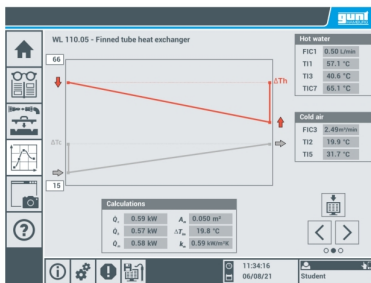 gunt
WL 110.05 - Finned tube heat exchanger
66
ΔTh
ΔTc
15
Hot water
FIC1 0.50 L/min
TI1 57.1 °C
TI3 40.6 °C
TIC7 65.1 °C
Cold air
FIC3 2.49m³/min
TI2 19.9 °C
TI5 31.7 °C
Calculations
0.59 kW Aₘ 0.050 m²
0.57 kW ΔTₗₙ 19.8 °C
0.58 kW kₘ 0.59 kW/m²K
11:34:16
06/08/21
Student